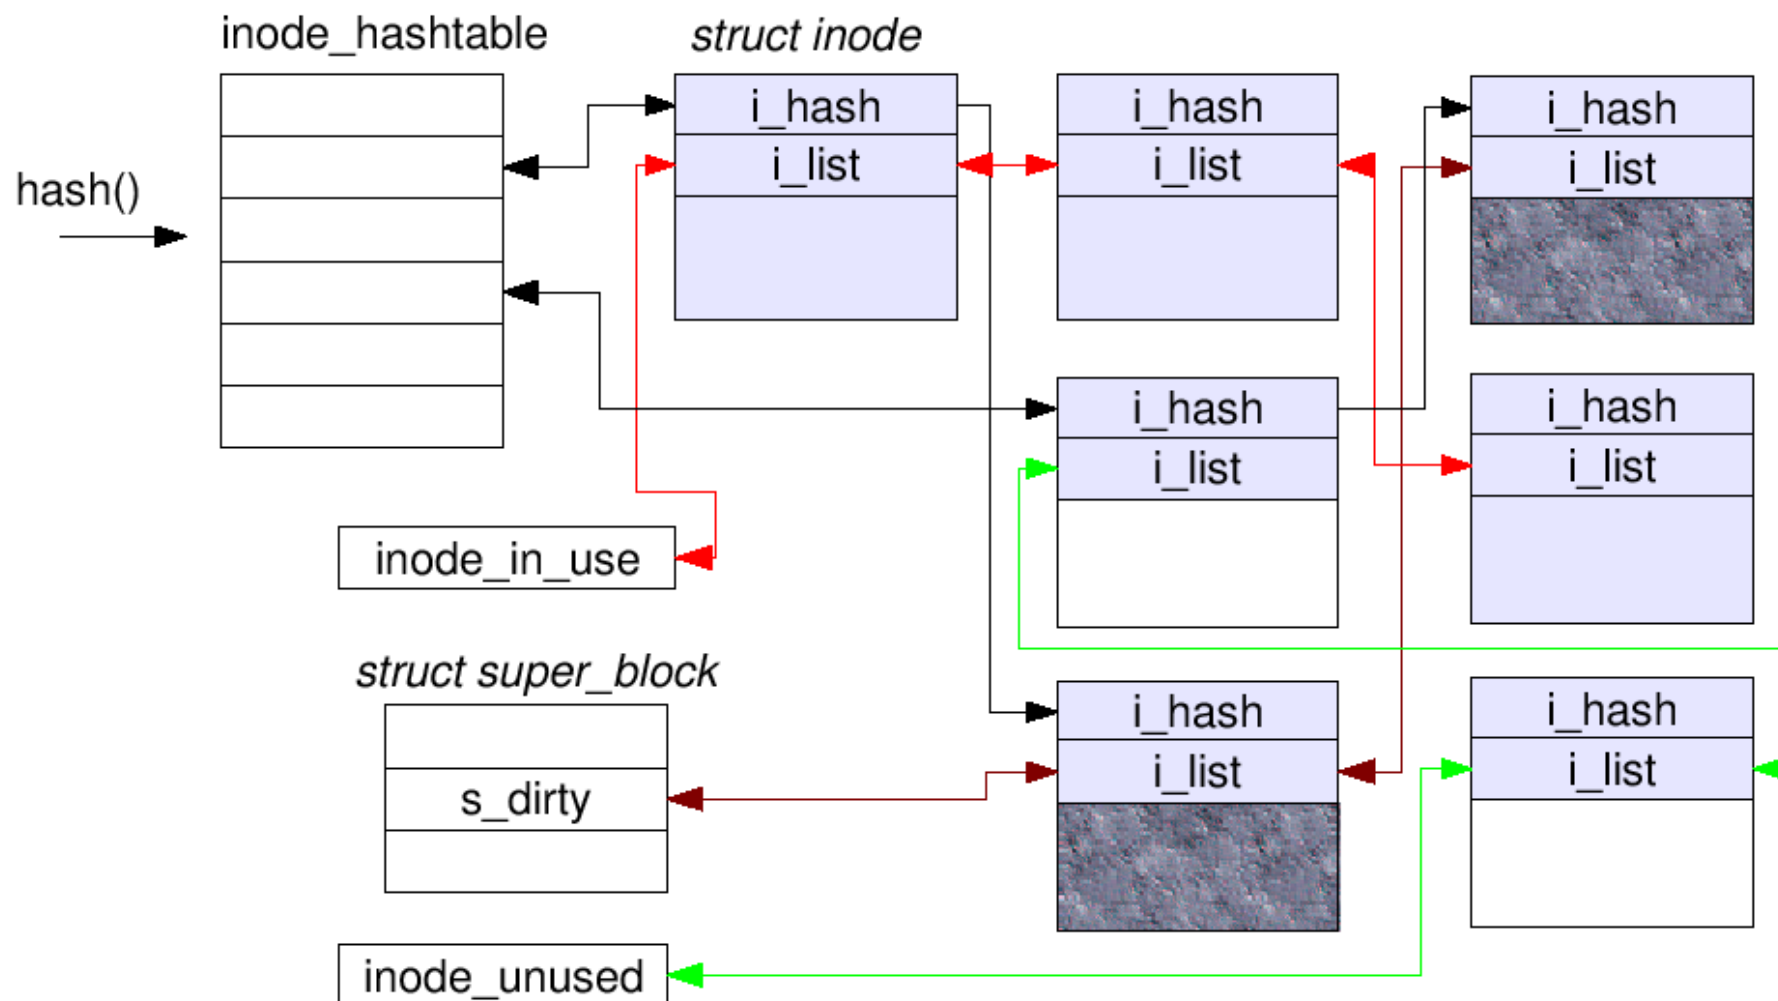 inode_hashtable
struct inode
i_hash
i_hash
i_hash
i_list
i_list
i_list
hash()
i_hash
i_hash
i_list
i_list
inode_in_use
struct super_block
i_hash
i_hash
s_dirty
i_list
i_list
inode_unused